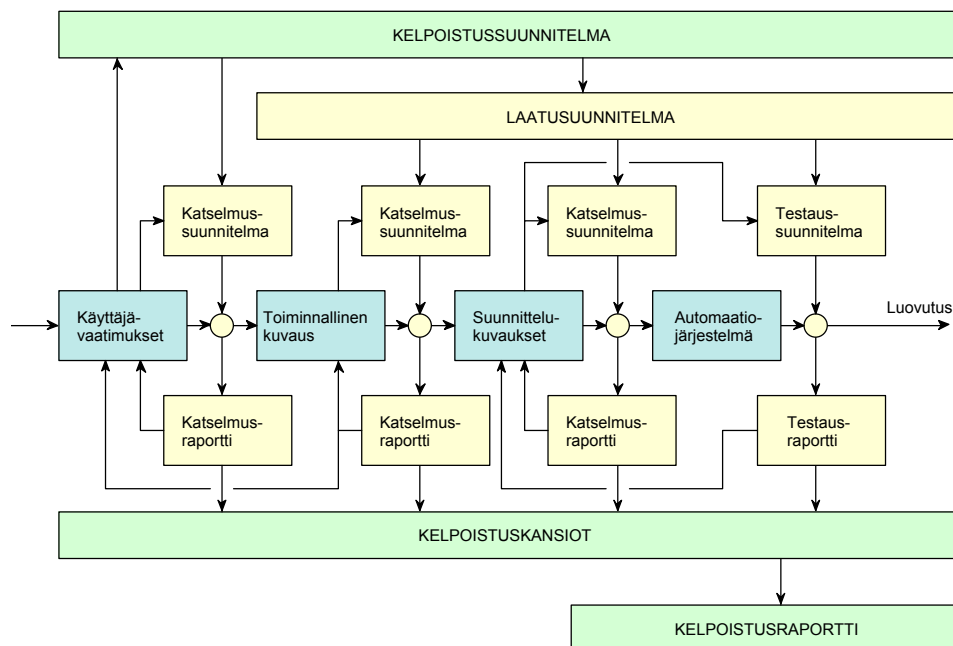 KELPOISTUSSUUNNITELMA
LAATUSUUNNITELMA
Katselmus-
suunnitelma
Katselmus-
suunnitelma
Katselmus-
suunnitelma
Testaus-
suunnitelma
Käyttäjä-
vaatimukset
Toiminnallinen
kuvaus
Suunnittelu-
kuvaukset
Automaatio-
järjestelmä
Luovutus
Katselmus-
raportti
Katselmus-
raportti
Katselmus-
raportti
Testaus-
raportti
KELPOISTUSKANSIOT
KELPOISTUSRAPORTTI